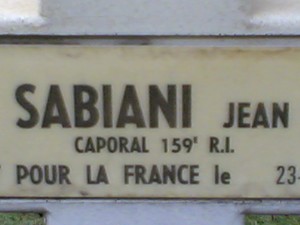 SABIANI JEAN
CAPORAL 159e R.I.
POUR LA FRANCE le 23-